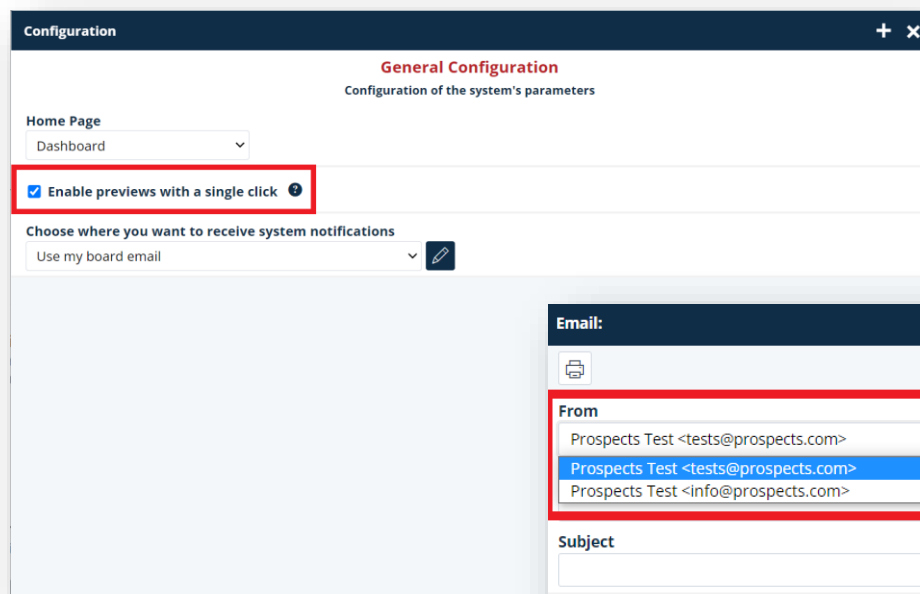 Configuration
General Configuration
Configuration of the system's parameters
Home Page
Dashboard
Enable previews with a single click
Choose where you want to receive system notifications
Use my board email
Email:
From
Prospects Test <tests@prospects.com>
Prospects Test <tests@prospects.com>
Prospects Test <info@prospects.com>
Subject